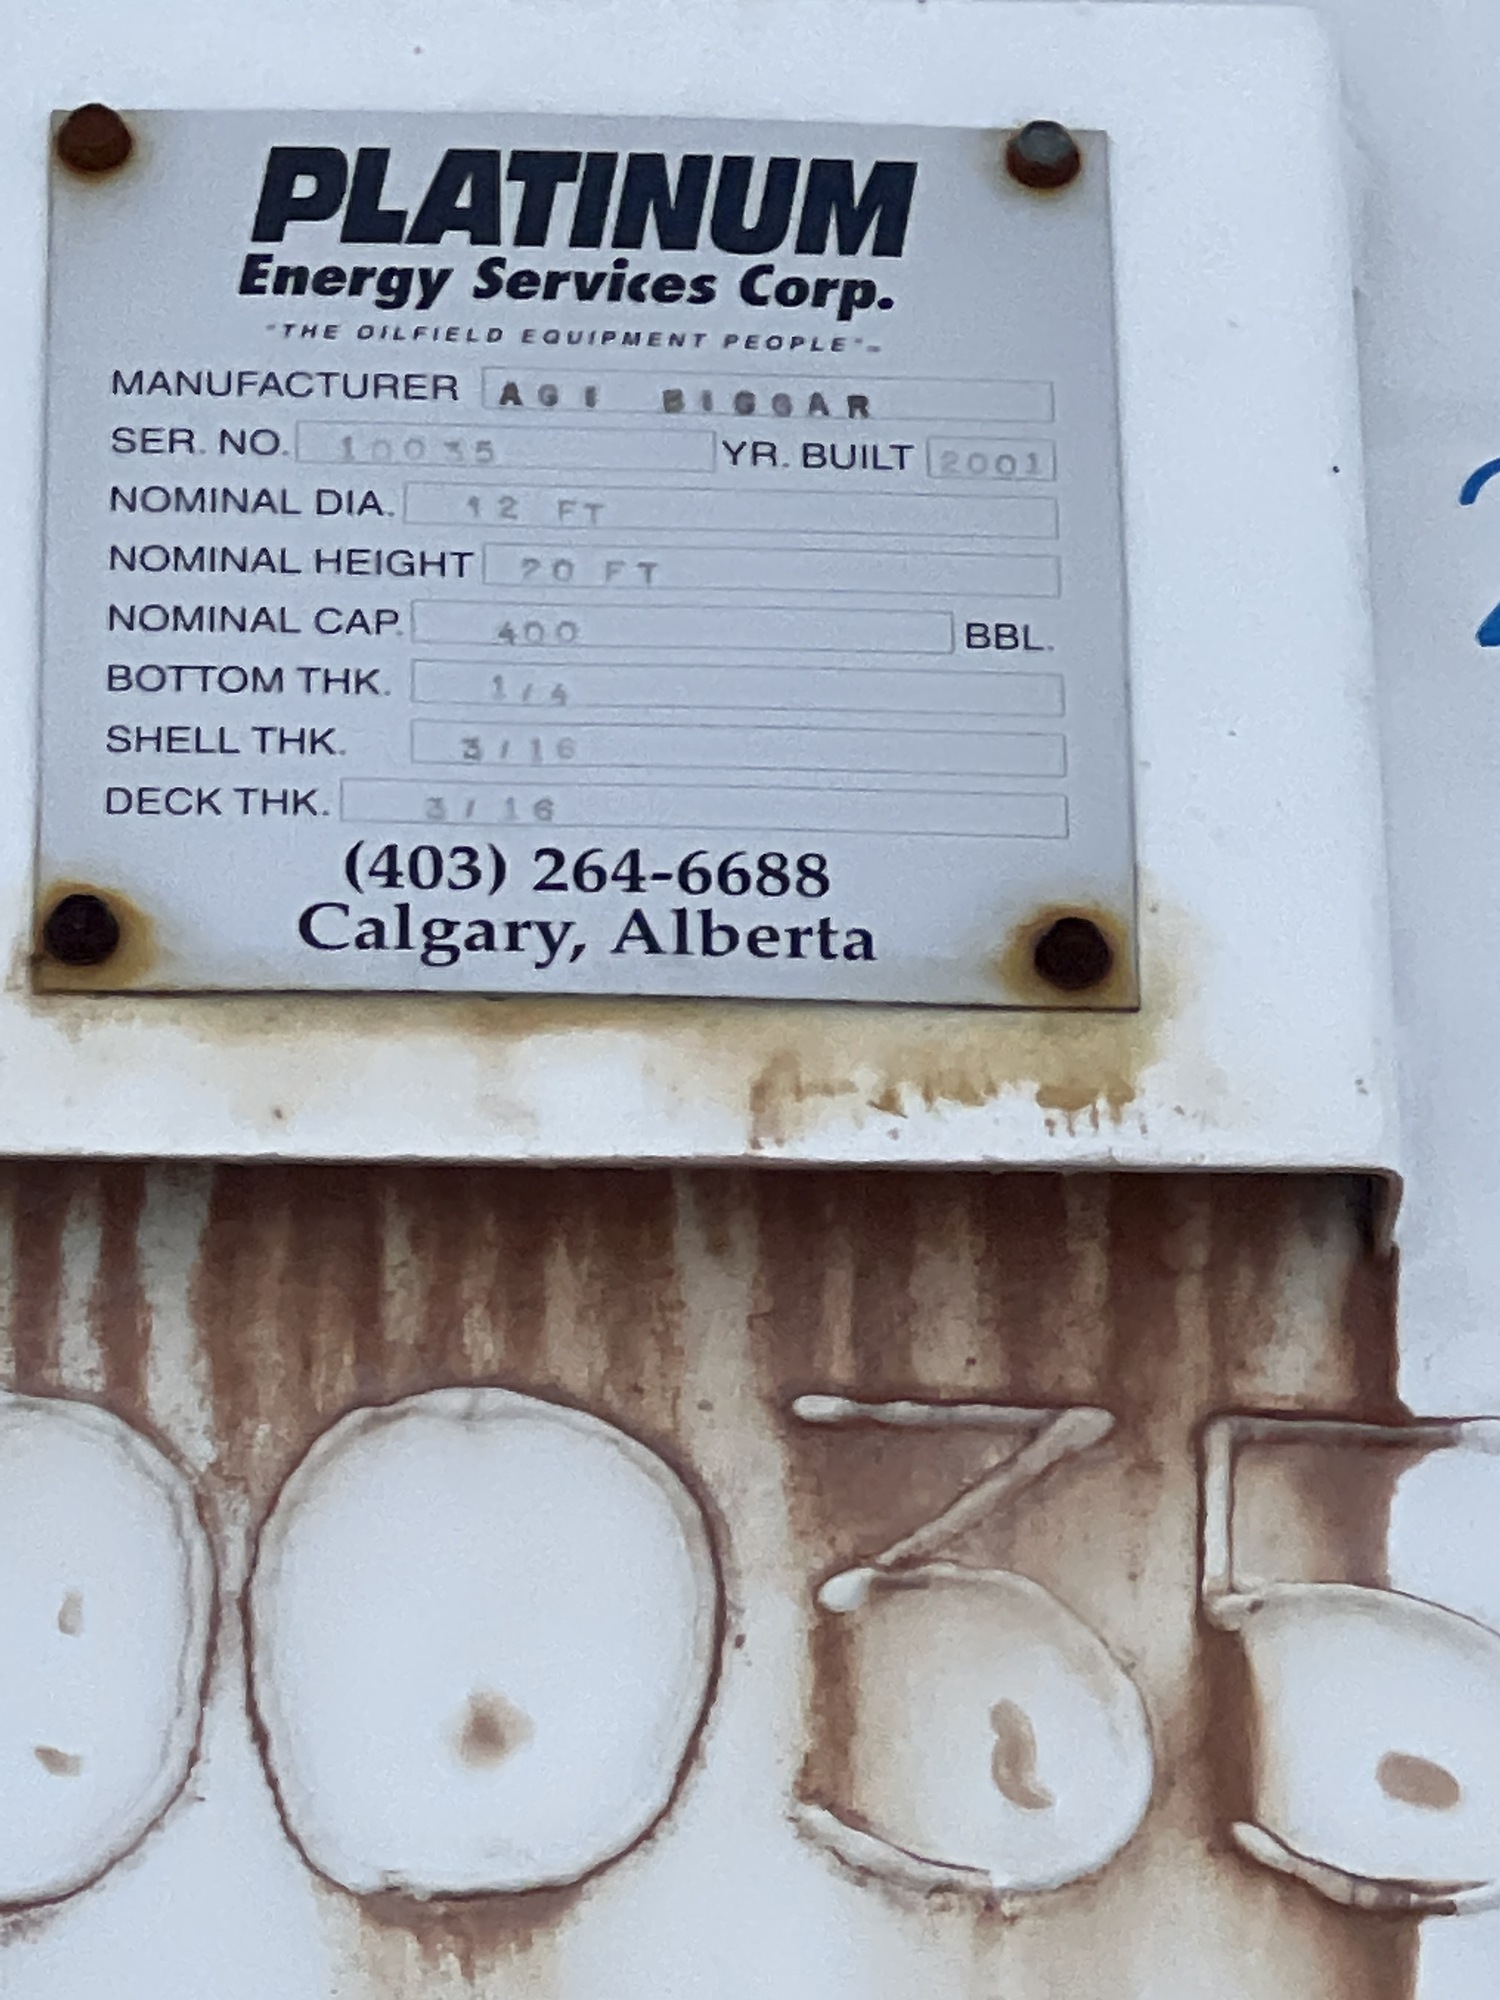 PLATINUM
Energy Services Corp.
"THE OILFIELD EQUIPMENT PEOPLE"™
MANUFACTURER AGI BIGGAR
SER. NO. 10035 YR. BUILT 2001
NOMINAL DIA. 12 FT
NOMINAL HEIGHT 20 FT
NOMINAL CAP. 400 BBL.
BOTTOM THK. 1/4
SHELL THK. 3/16
DECK THK. 3/16
(403) 264-6688
Calgary, Alberta
0035